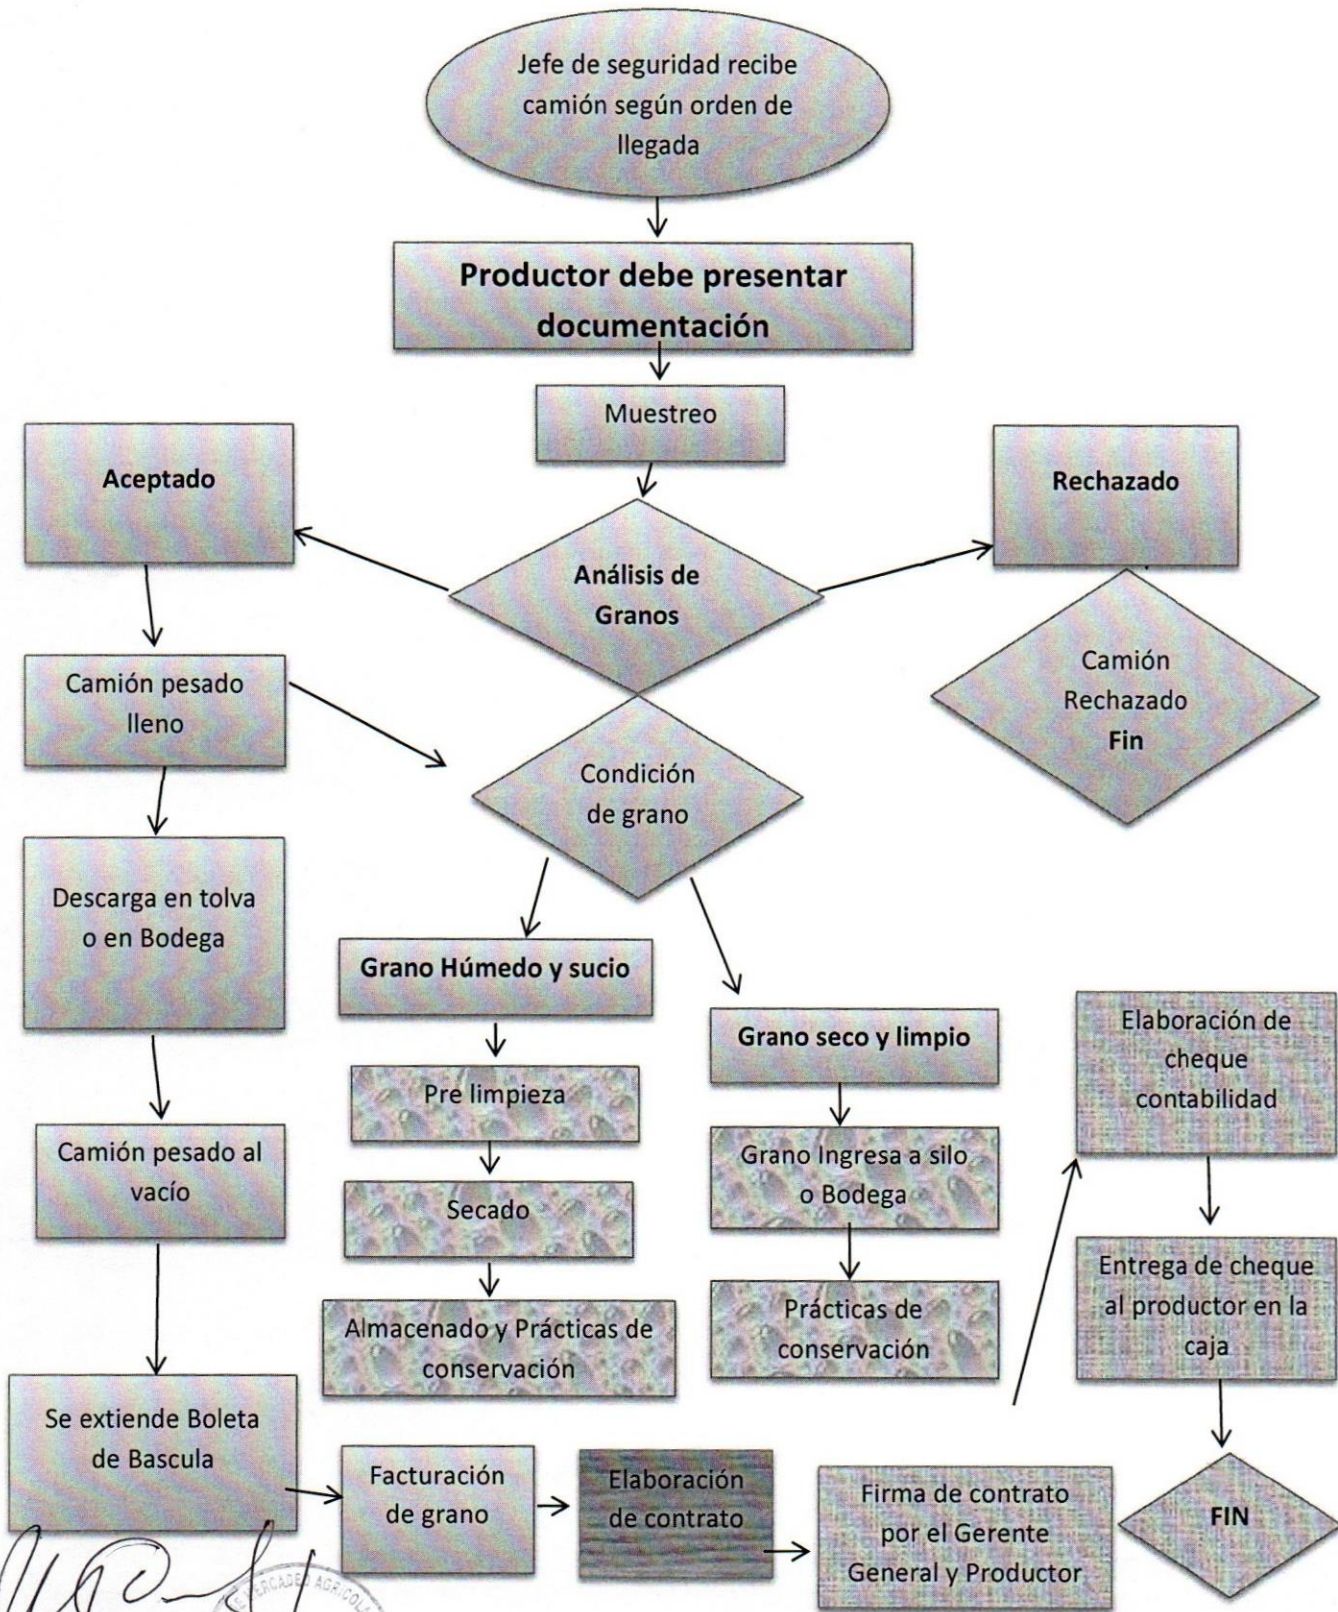 Jefe de seguridad recibe
camión según orden de
llegada
Productor debe presentar
documentación
Muestreo
Aceptado
Rechazado
Análisis de
Granos
Camión pesado
lleno
Camión
Rechazado
Fin
Condición
de grano
Descarga en tolva
o en Bodega
Grano Húmedo y sucio
Grano seco y limpio
Elaboración de
cheque
contabilidad
Pre limpieza
Camión pesado al
vacío
Grano Ingresa a silo
o Bodega
Secado
Entrega de cheque
al productor en la
caja
Almacenado y Prácticas de
conservación
Prácticas de
conservación
Se extiende Boleta
de Bascula
Facturación
de grano
Elaboración
de contrato
Firma de contrato
por el Gerente
General y Productor
FIN
MERCADEO AGRICOLA